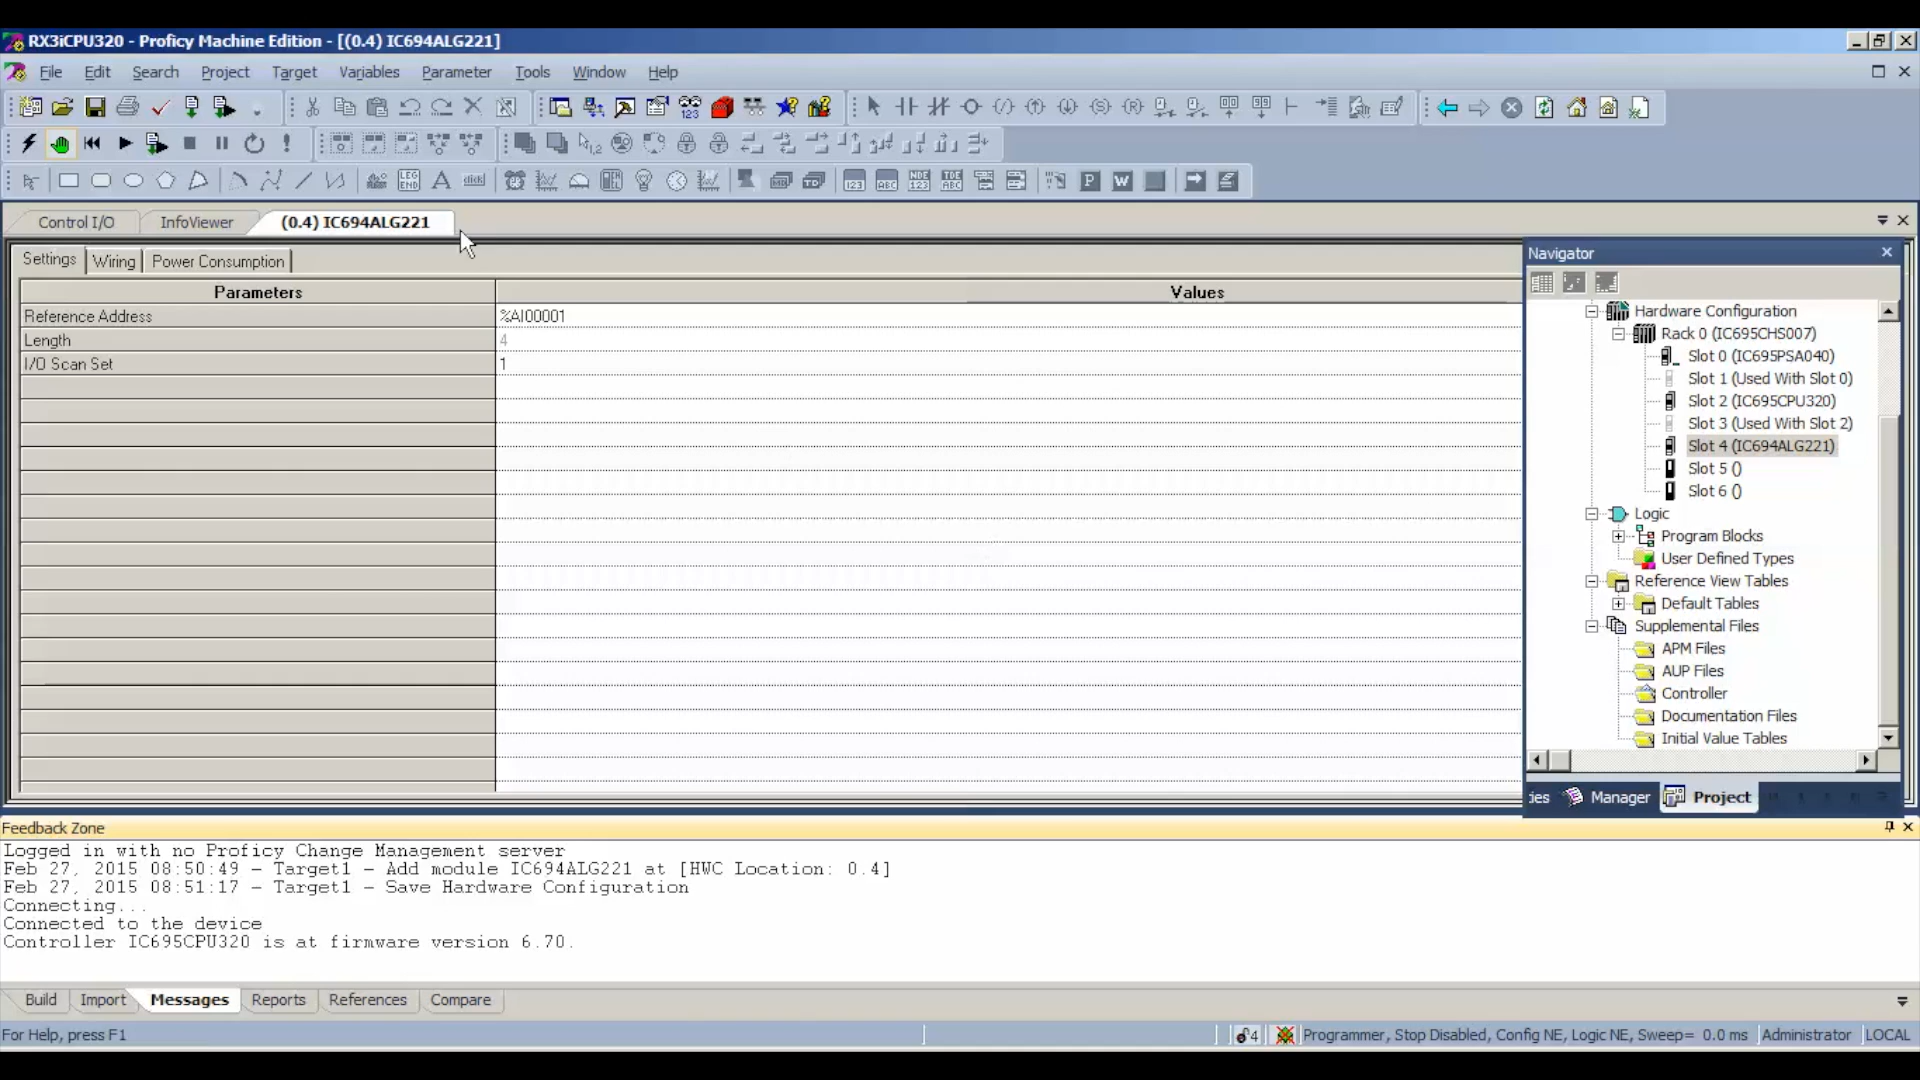 RX3iCPU320 - Proficy Machine Edition - [(0.4) IC694ALG221]
File Edit Search Project Target Variables Parameter Tools Window Help
Control I/O InfoViewer (0.4) IC694ALG221
Settings Wiring Power Consumption
Parameters Values
Reference Address %AI00001
Length 4
I/O Scan Set 1
Navigator
Hardware Configuration
Rack 0 (IC695CHS007)
Slot 0 (IC695PSA040)
Slot 1 (Used With Slot 0)
Slot 2 (IC695CPU320)
Slot 3 (Used With Slot 2)
Slot 4 (IC694ALG221)
Slot 5 ()
Slot 6 ()
Logic
Program Blocks
User Defined Types
Reference View Tables
Default Tables
Supplemental Files
APM Files
AUP Files
Controller
Documentation Files
Initial Value Tables
ies Manager Project
Feedback Zone
Logged in with no Proficy Change Management server
Feb 27, 2015 08:50:49 - Target1 - Add module IC694ALG221 at [HWC Location: 0.4]
Feb 27, 2015 08:51:17 - Target1 - Save Hardware Configuration
Connecting...
Connected to the device
Controller IC695CPU320 is at firmware version 6.70.
Build Import Messages Reports References Compare
For Help, press F1 4 Programmer, Stop Disabled, Config NE, Logic NE, Sweep= 0.0 ms Administrator LOCAL